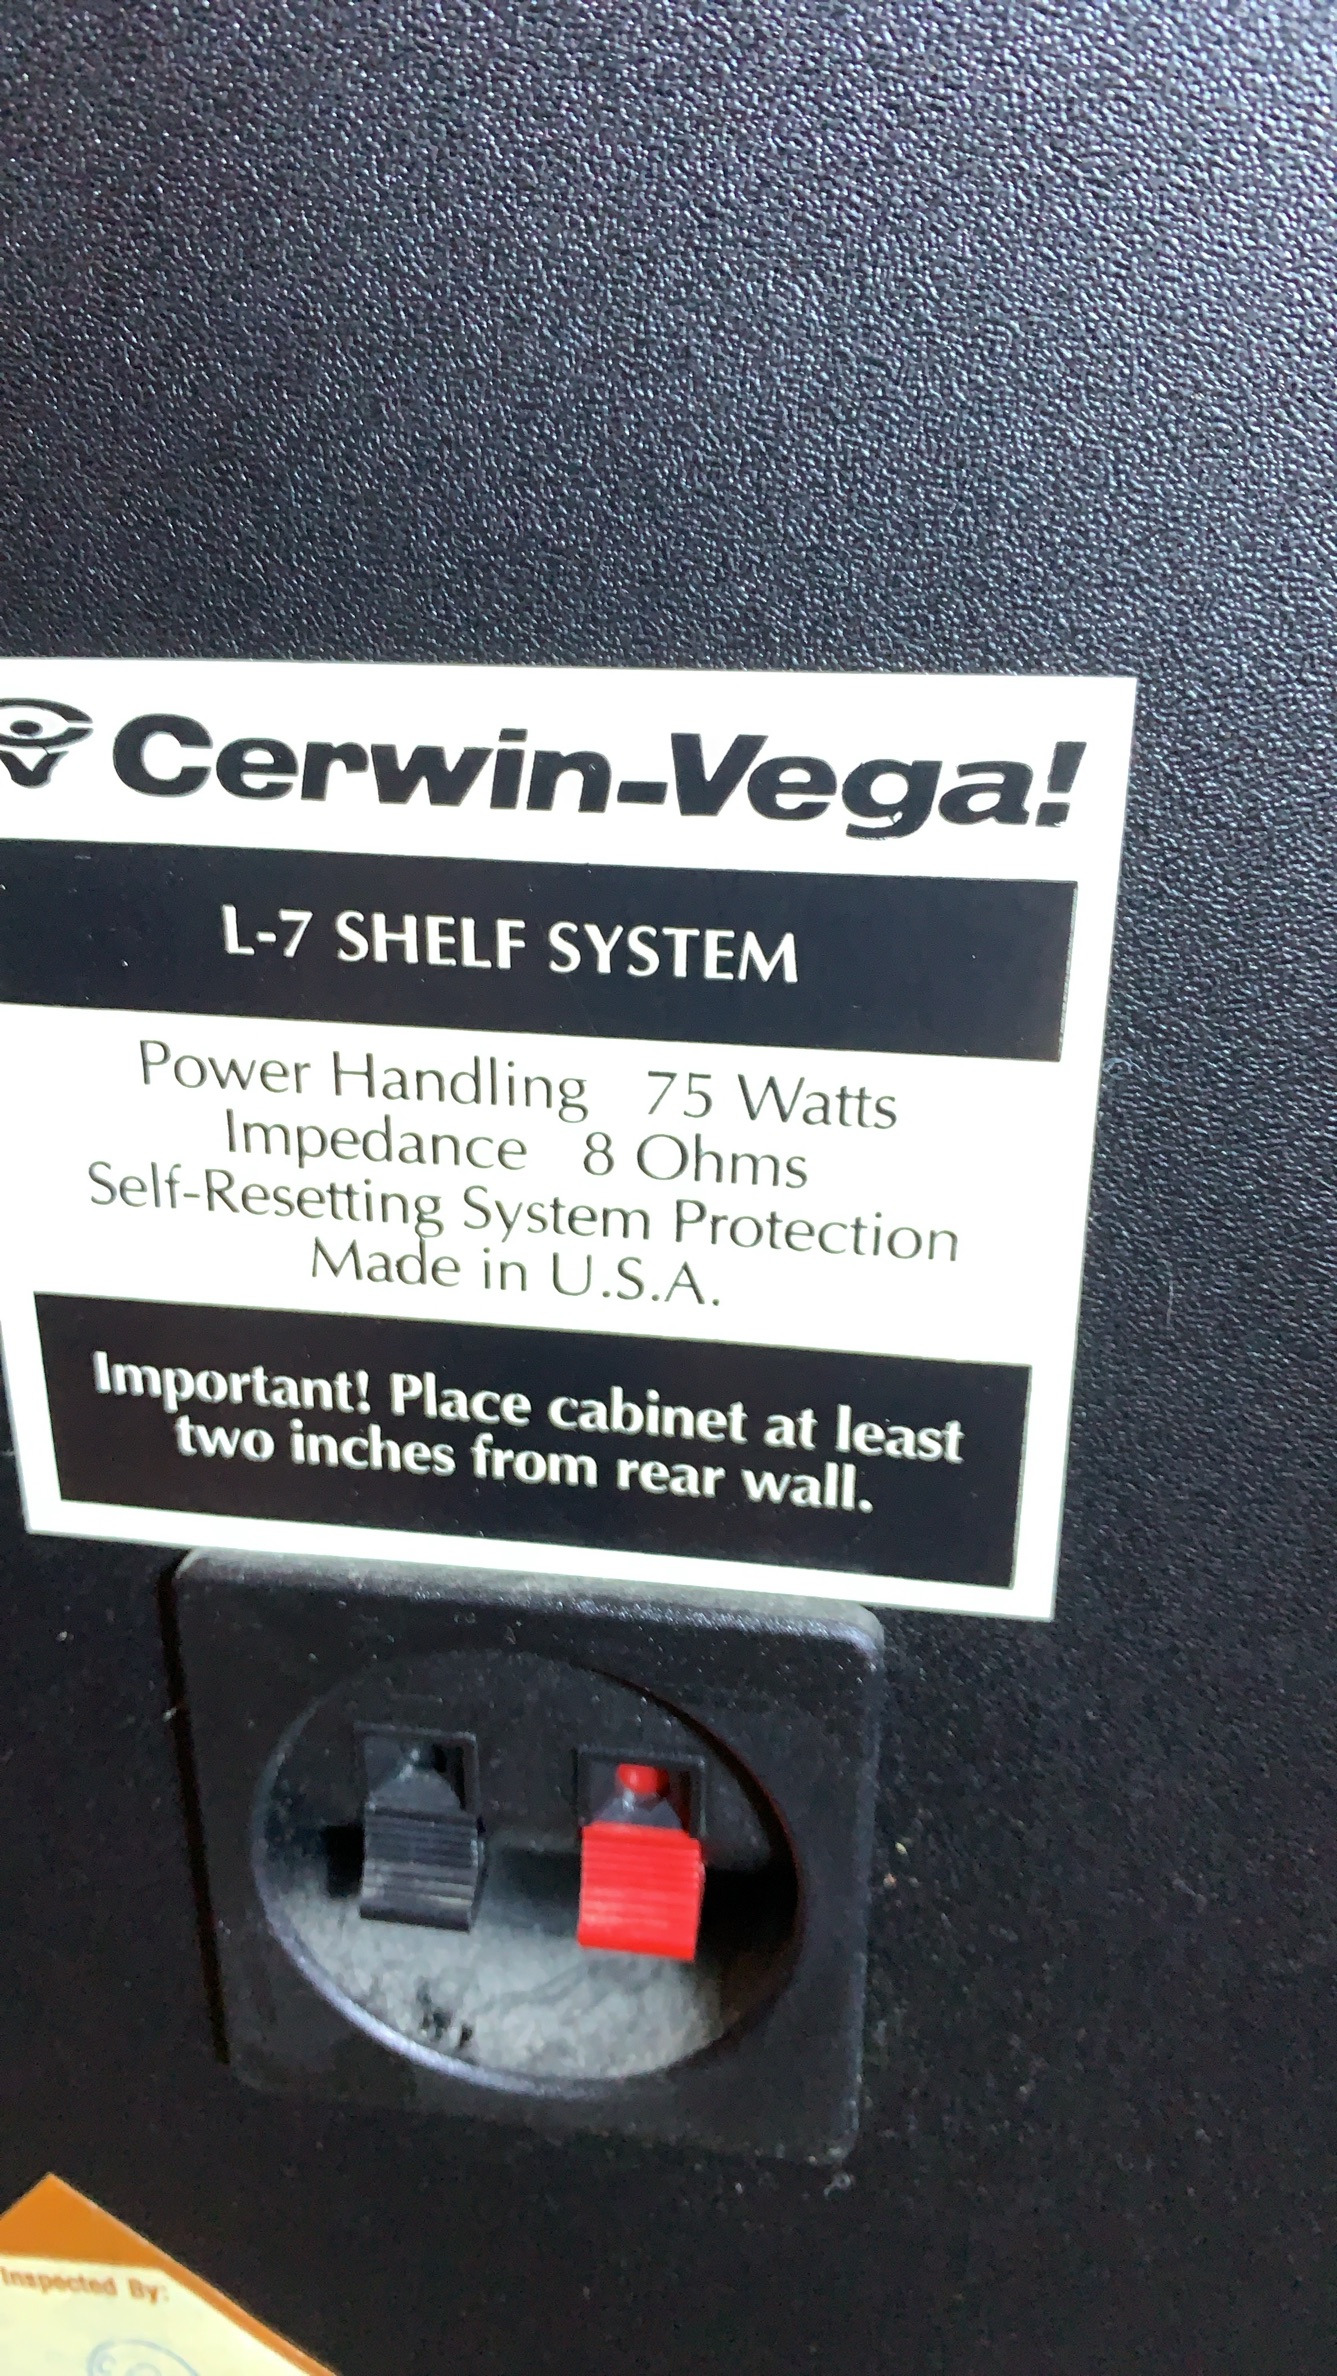 Cerwin-Vega!
L-7 SHELF SYSTEM
Power Handling 75 Watts
Impedance 8 Ohms
Self-Resetting System Protection
Made in U.S.A.
Important! Place cabinet at least
two inches from rear wall.
Inspected By: